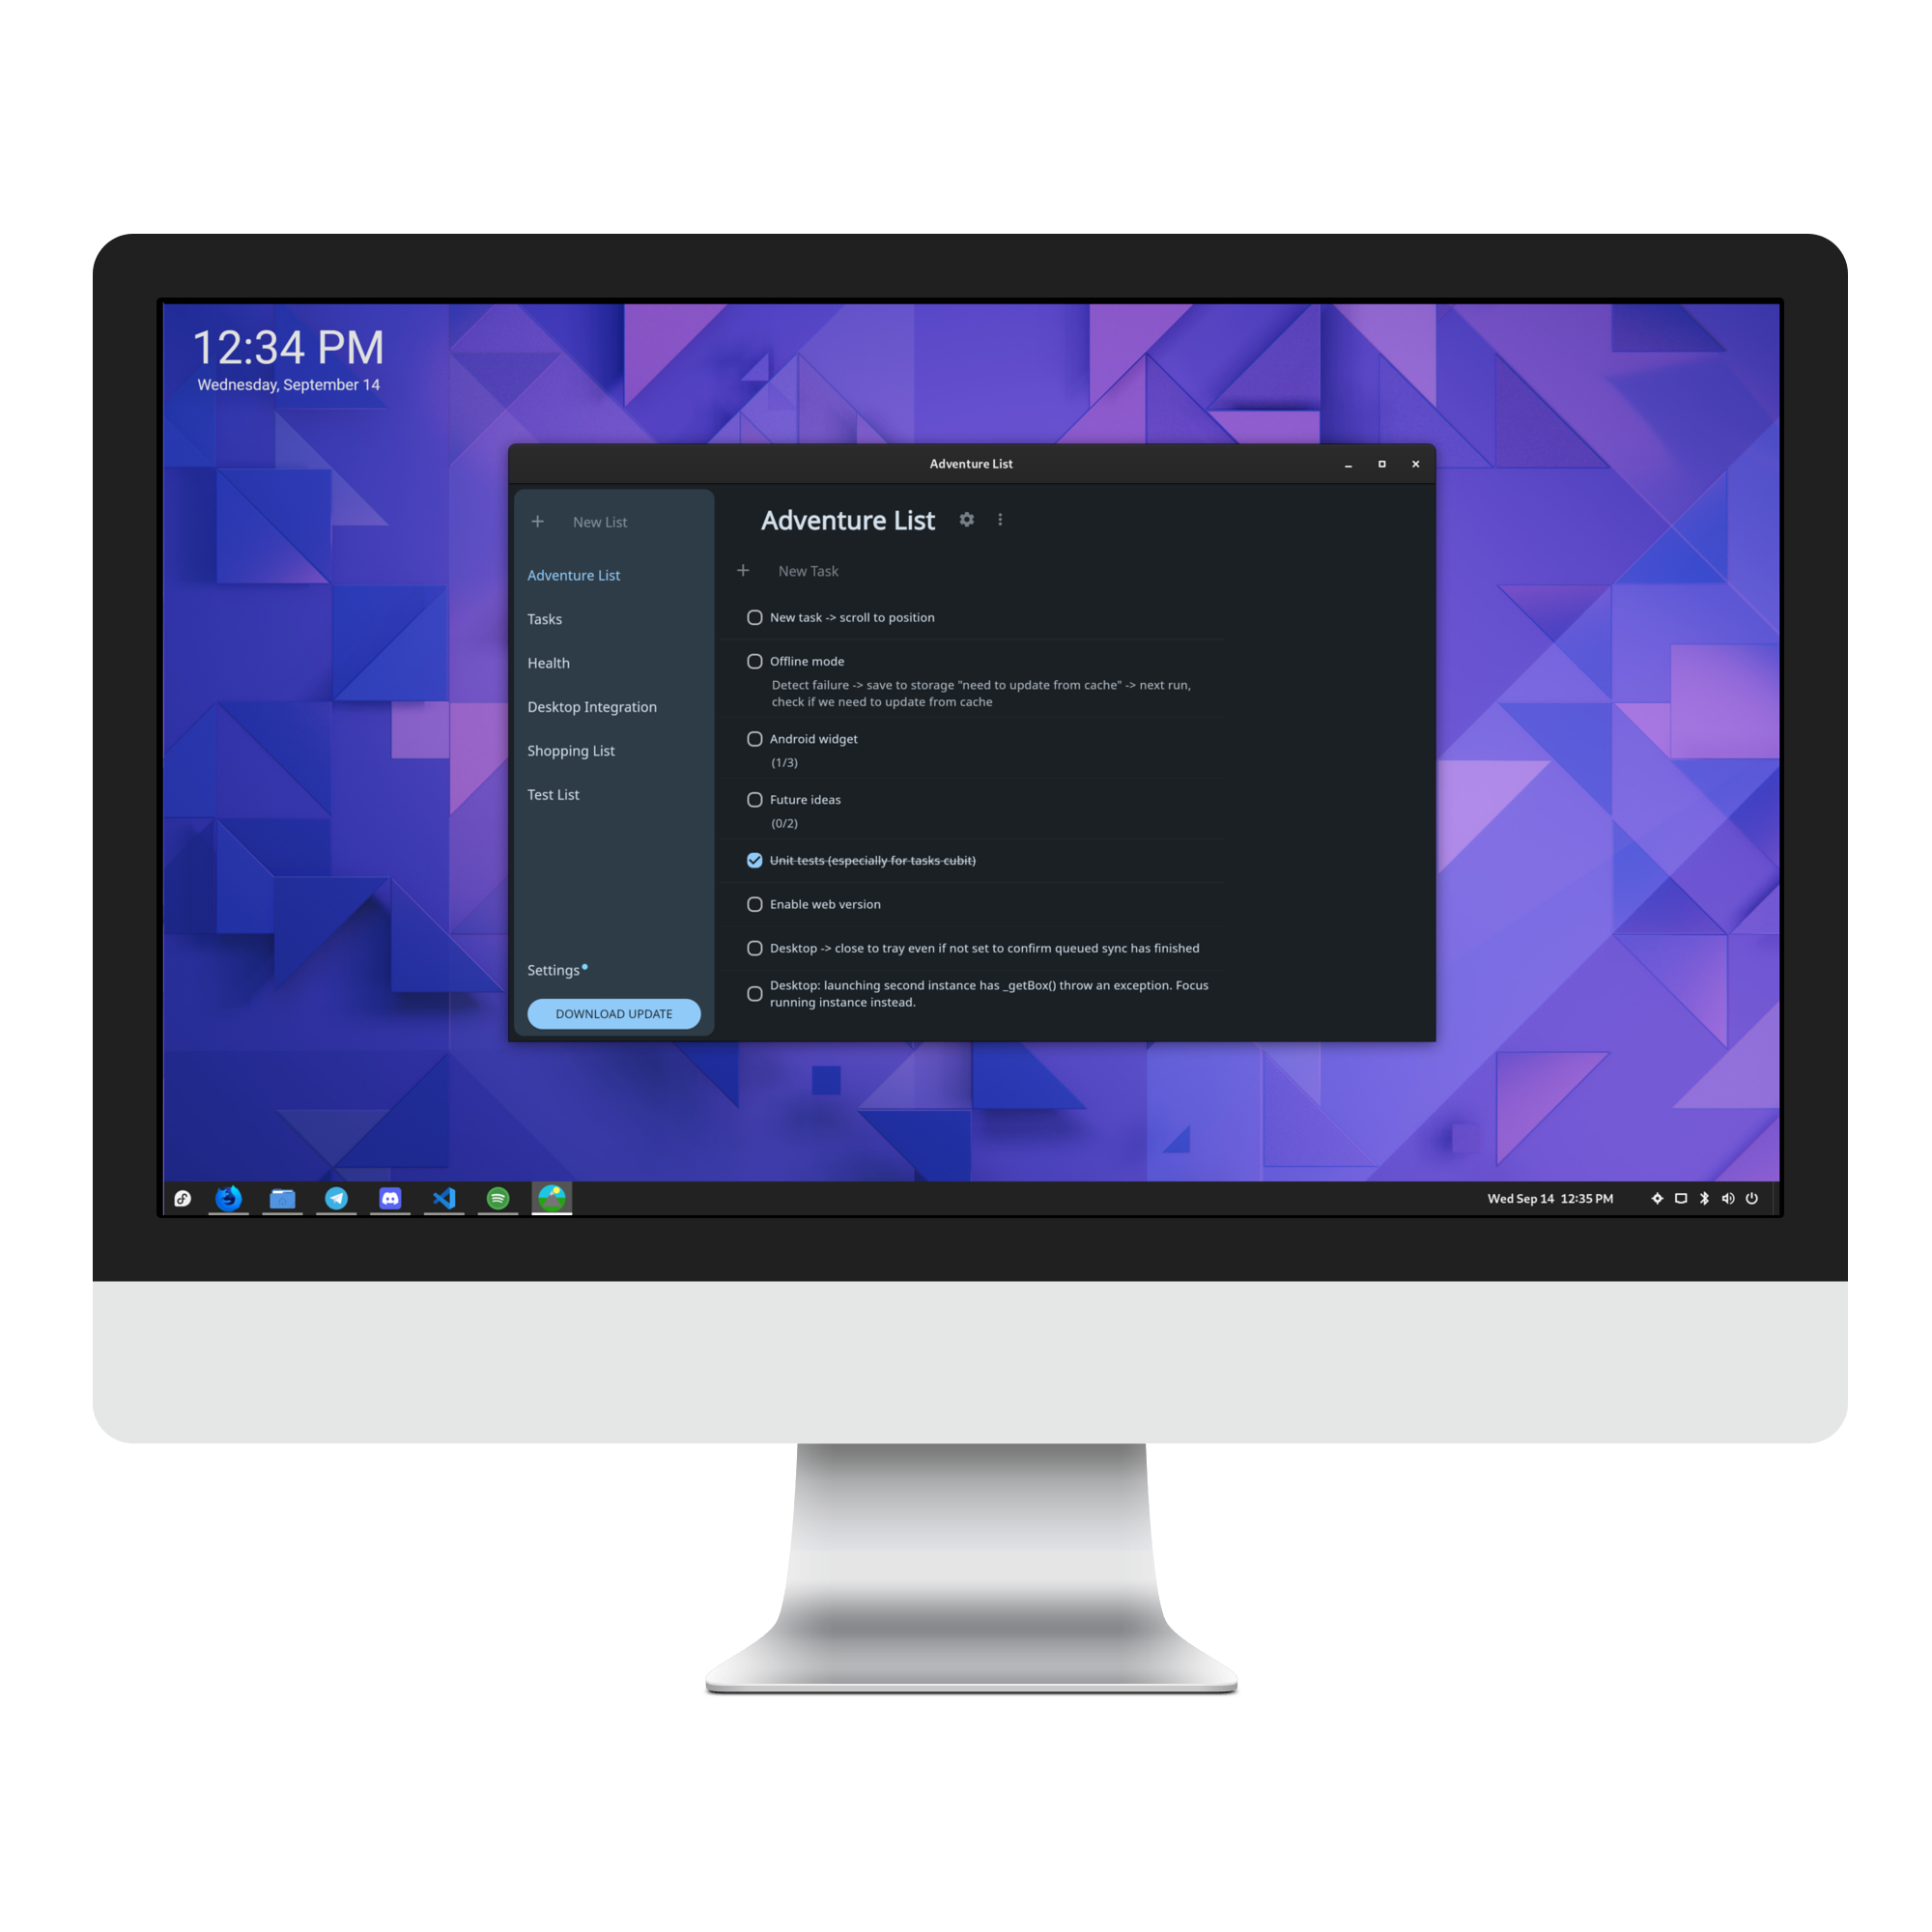 12:34 PM
Wednesday, September 14
Adventure List
New List
Adventure List
Tasks
Health
Desktop Integration
Shopping List
Test List
Settings
DOWNLOAD UPDATE
Adventure List
New Task
New task -> scroll to position
Offline mode
Detect failure -> save to storage "need to update from cache" -> next run,
check if we need to update from cache
Android widget
(1/3)
Future ideas
(0/2)
Unit tests (especially for tasks cubit)
Enable web version
Desktop -> close to tray even if not set to confirm queued sync has finished
Desktop: launching second instance has _getBox() throw an exception. Focus
running instance instead.
Wed Sep 14 12:35 PM